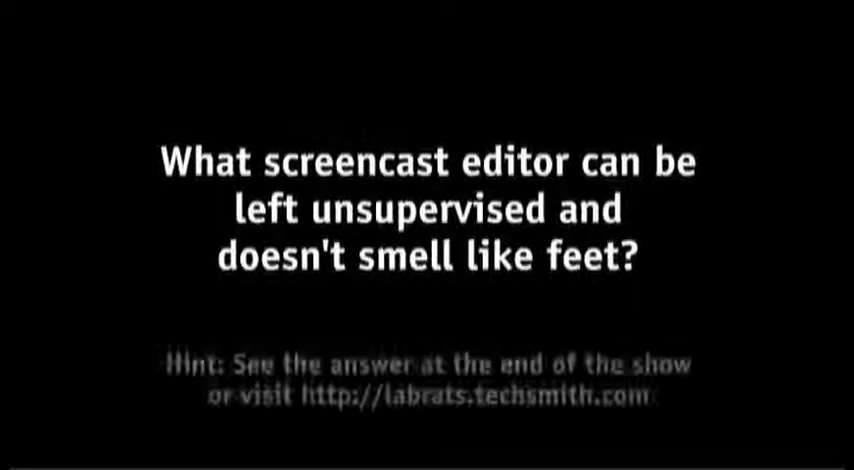 What screencast editor can be
left unsupervised and
doesn't smell like feet?
Hint: See the answer at the end of the show
or visit http://labrats.techsmith.com